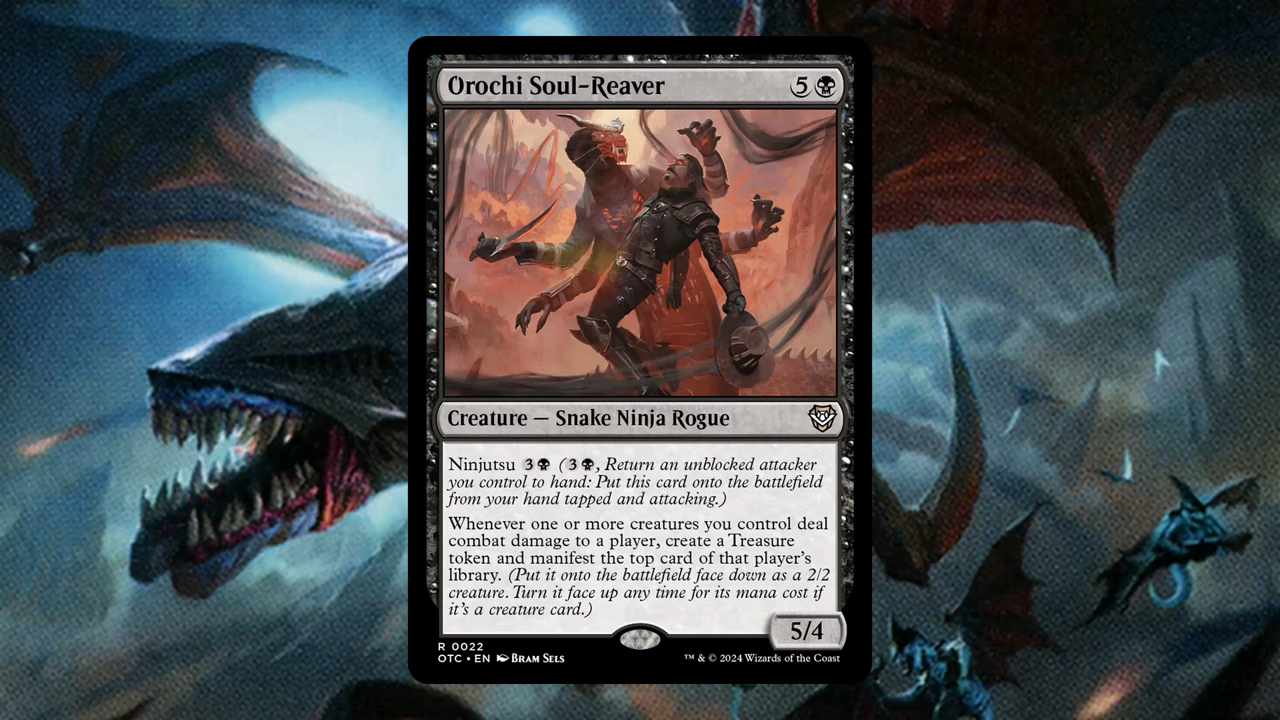 Orochi Soul-Reaver 5
Creature — Snake Ninja Rogue
Ninjutsu 3 (3, Return an unblocked attacker
you control to hand: Put this card onto the battlefield
from your hand tapped and attacking.)
Whenever one or more creatures you control deal
combat damage to a player, create a Treasure
token and manifest the top card of that player's
library. (Put it onto the battlefield face down as a 2/2
creature. Turn it face up any time for its mana cost if
it's a creature card.)
5/4
R 0022
OTC • EN BRAM SELS
™ & © 2024 Wizards of the Coast